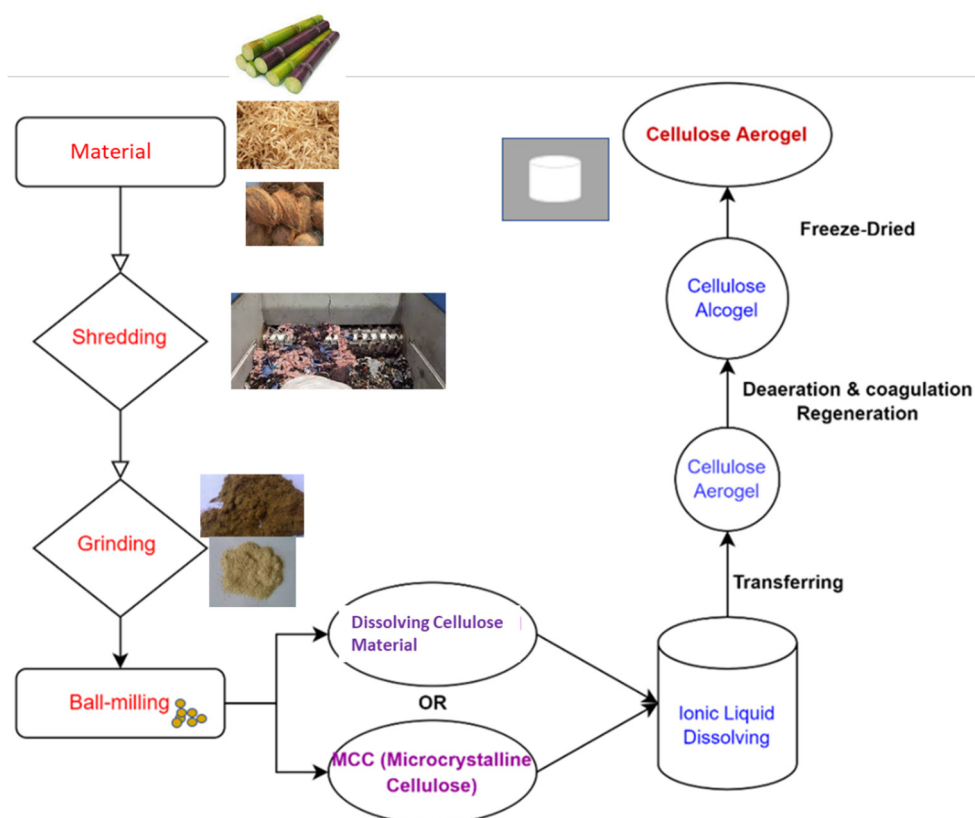 Material
Shredding
Grinding
Ball-milling
Dissolving Cellulose
Material
OR
MCC (Microcrystalline
Cellulose)
Ionic Liquid
Dissolving
Transferring
Cellulose
Aerogel
Deaeration & coagulation
Regeneration
Cellulose
Alcogel
Freeze-Dried
Cellulose Aerogel